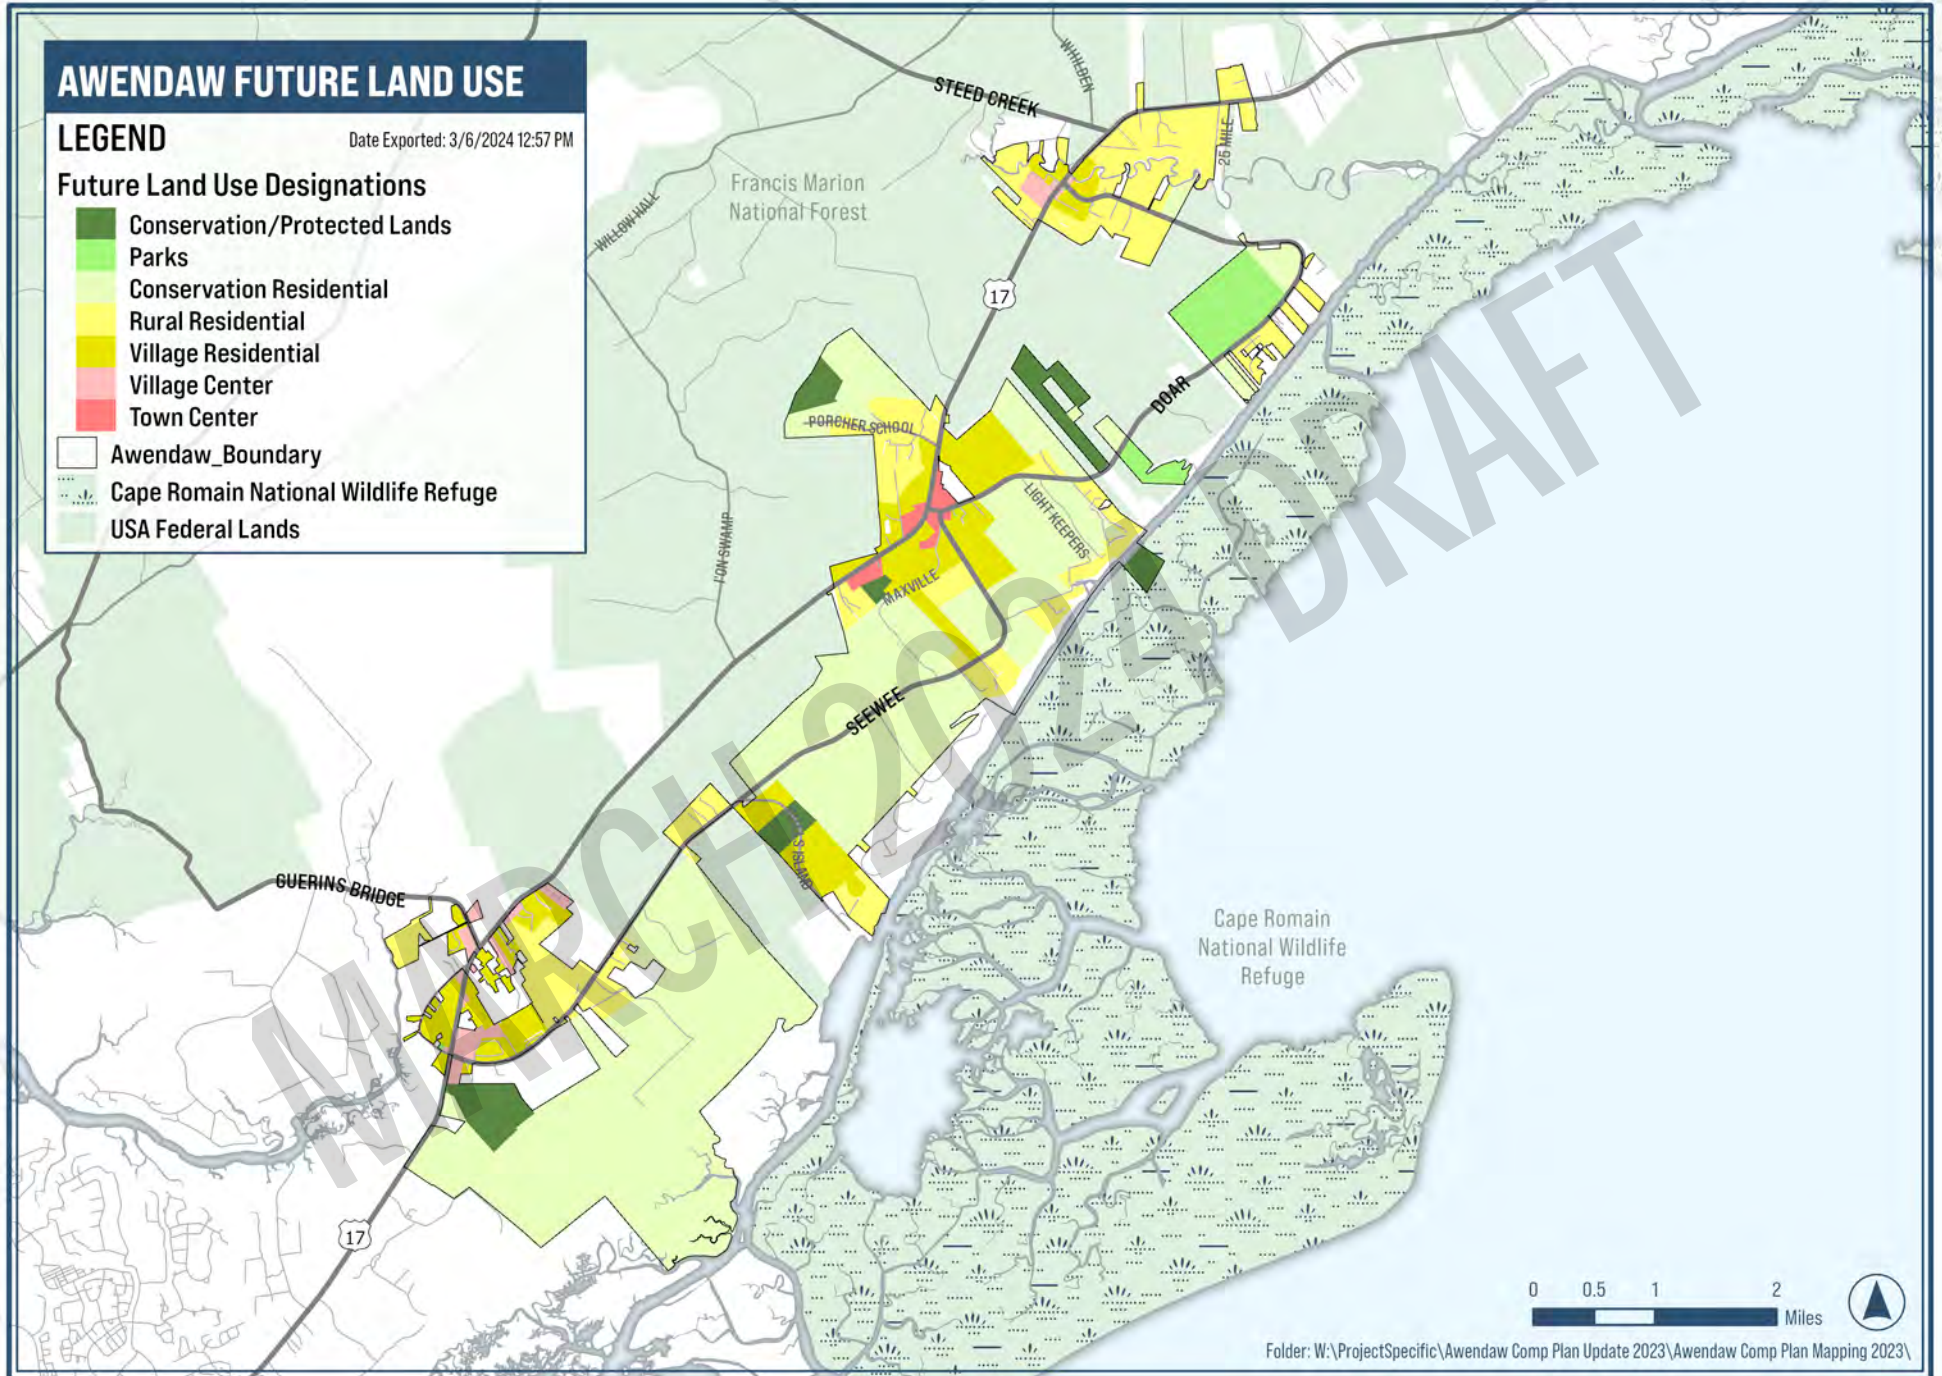 AWENDAW FUTURE LAND USE
LEGEND
Date Exported: 3/6/2024 12:57 PM
Future Land Use Designations
Conservation/Protected Lands
Parks
Conservation Residential
Rural Residential
Village Residential
Village Center
Town Center
Awendaw_Boundary
Cape Romain National Wildlife Refuge
USA Federal Lands
STEED CREEK
WHILDEN
25 MILE
Francis Marion
National Forest
WILLOW HALL
17
DOAR
PORCHER SCHOOL
LIGHT KEEPERS
I'ON SWAMP
MAXVILLE
SEEWEE
ISLAND
GUERINS BRIDGE
17
Cape Romain
National Wildlife
Refuge
MARCH 2024 DRAFT
0 0.5 1 2
Miles
Folder: W:\ProjectSpecific\Awendaw Comp Plan Update 2023\Awendaw Comp Plan Mapping 2023\